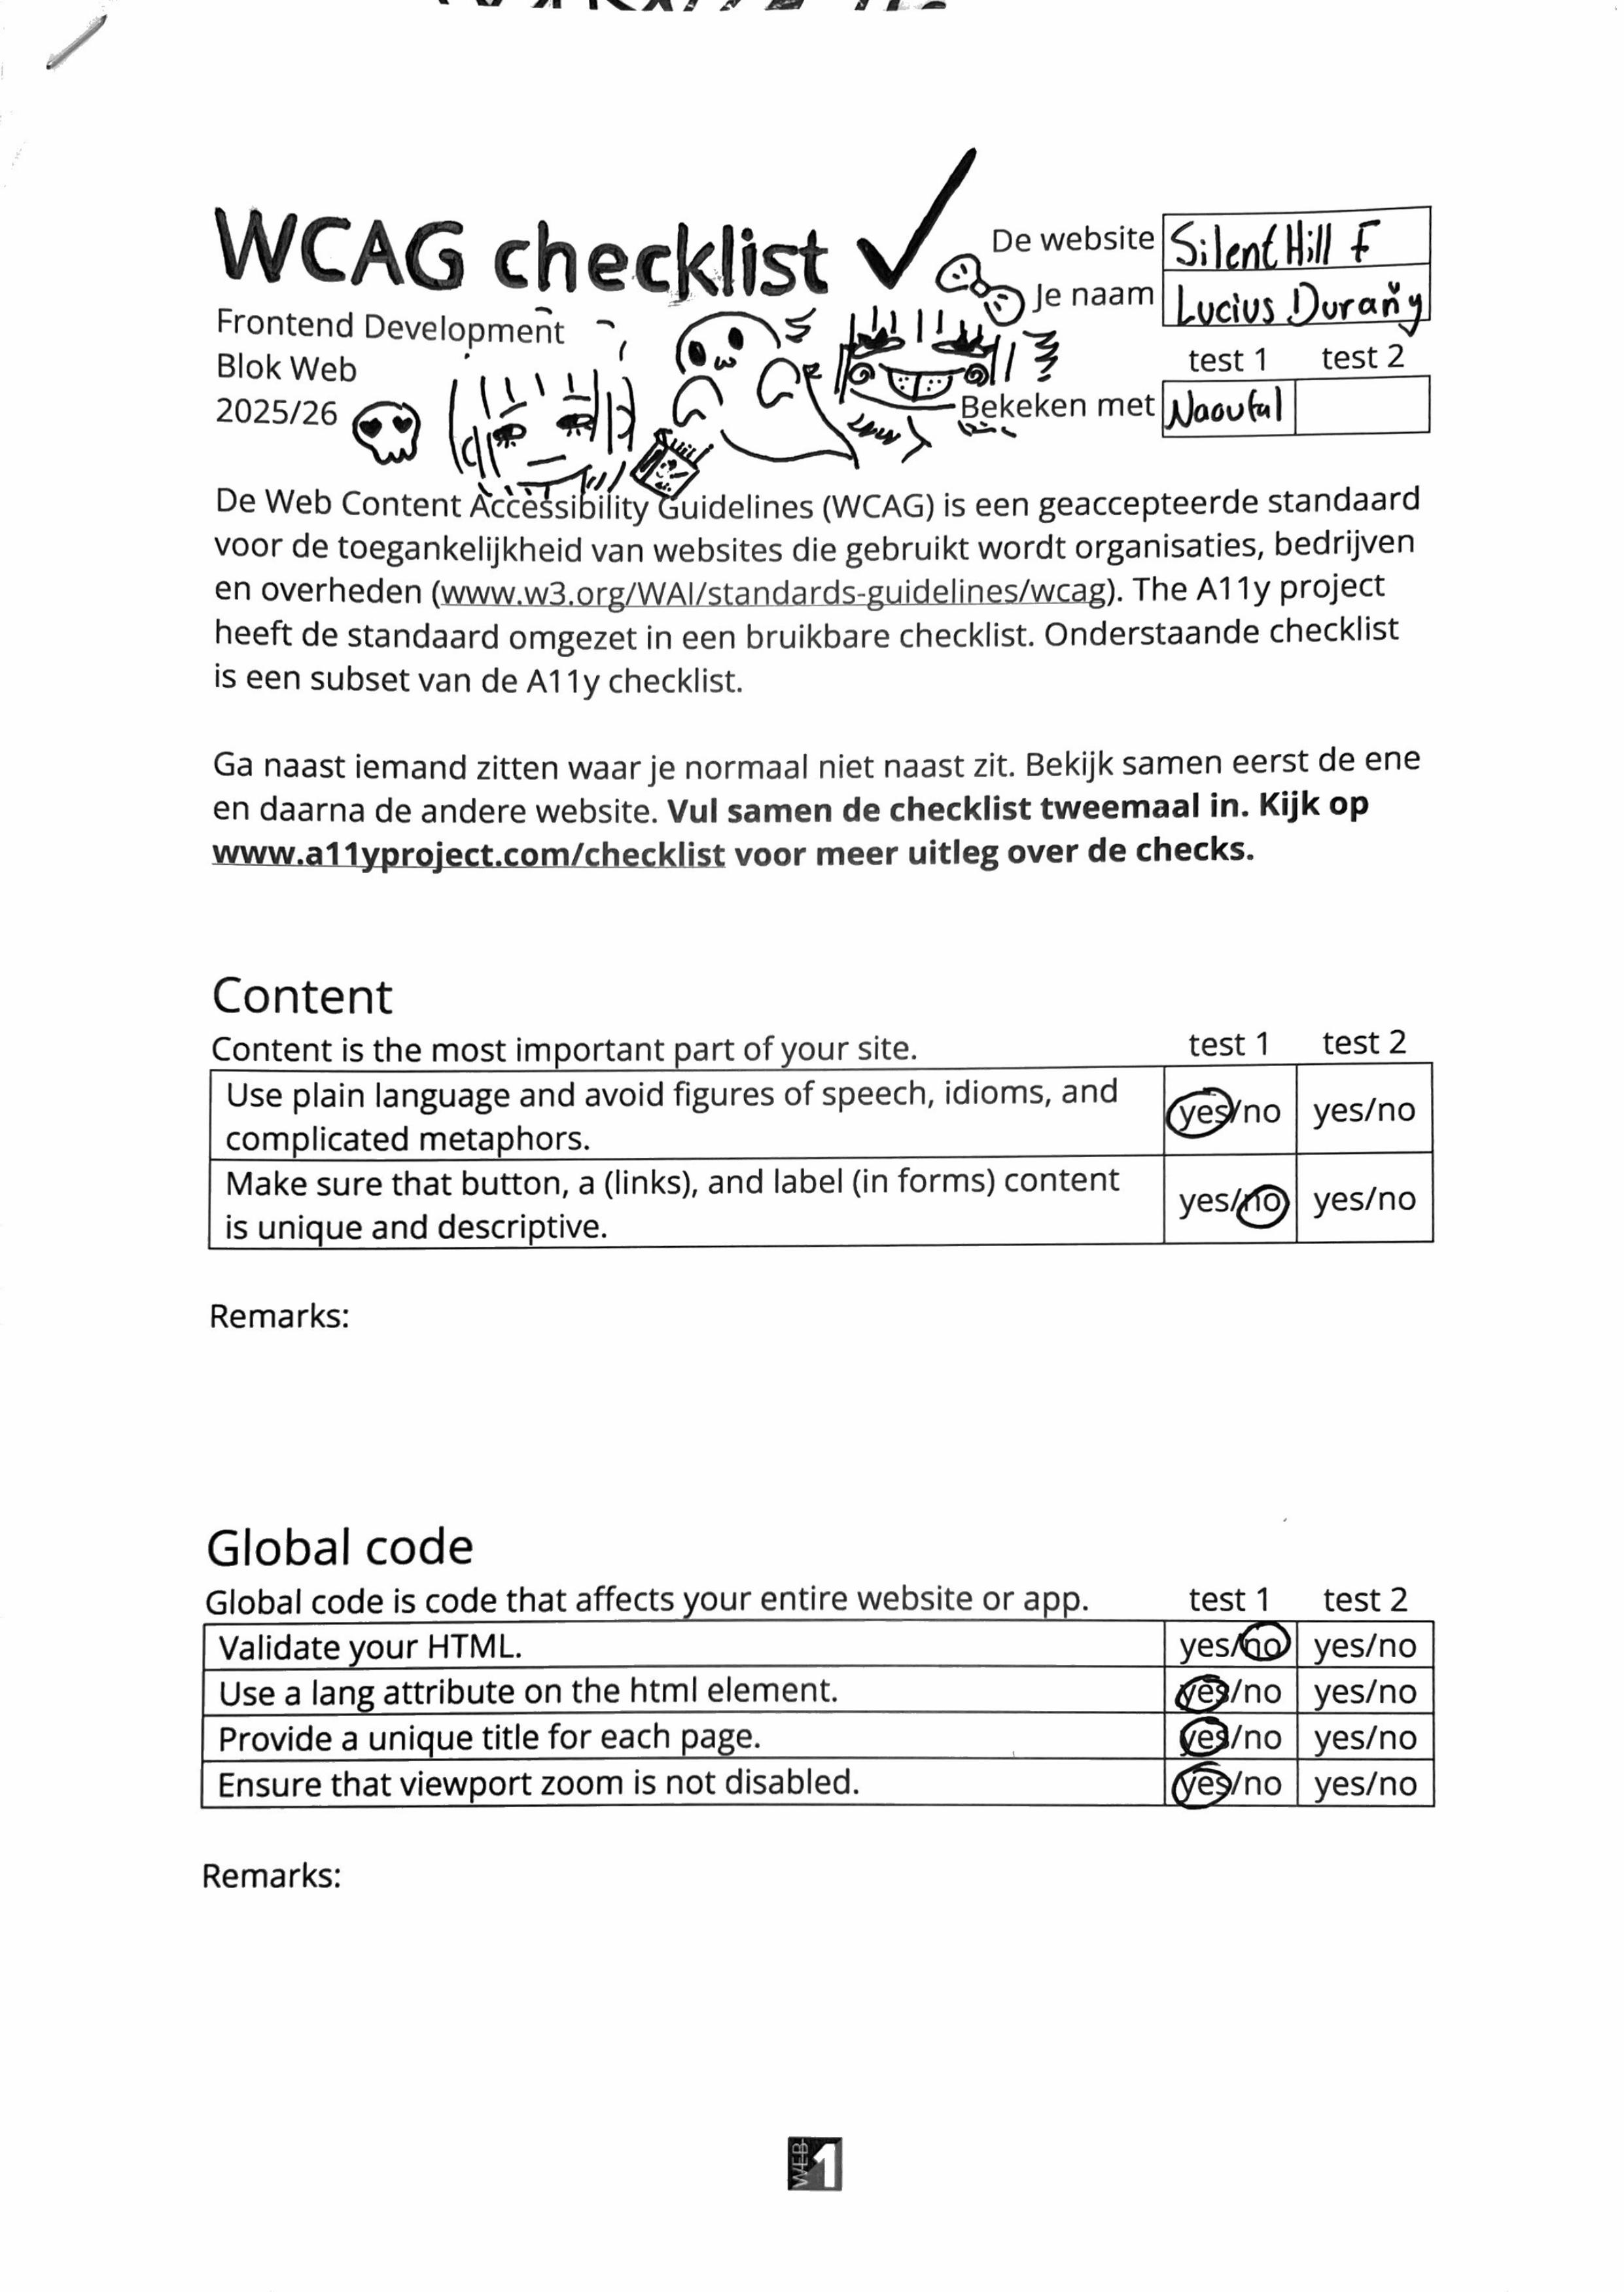 WCAG checklist
De website Silent Hill F
Je naam Lucius Durañy
Frontend Development
Blok Web
2025/26
test 1 test 2
Bekeken met Naoufal
De Web Content Accessibility Guidelines (WCAG) is een geaccepteerde standaard
voor de toegankelijkheid van websites die gebruikt wordt organisaties, bedrijven
en overheden (www.w3.org/WAI/standards-guidelines/wcag). The A11y project
heeft de standaard omgezet in een bruikbare checklist. Onderstaande checklist
is een subset van de A11y checklist.
Ga naast iemand zitten waar je normaal niet naast zit. Bekijk samen eerst de ene
en daarna de andere website. Vul samen de checklist tweemaal in. Kijk op
www.a11yproject.com/checklist voor meer uitleg over de checks.
Content
Content is the most important part of your site. test 1 test 2
Use plain language and avoid figures of speech, idioms, and
complicated metaphors. yes/no yes/no
Make sure that button, a (links), and label (in forms) content
is unique and descriptive. yes/no yes/no
Remarks:
Global code
Global code is code that affects your entire website or app. test 1 test 2
Validate your HTML. yes/no yes/no
Use a lang attribute on the html element. yes/no yes/no
Provide a unique title for each page. yes/no yes/no
Ensure that viewport zoom is not disabled. yes/no yes/no
Remarks:
WEB 1